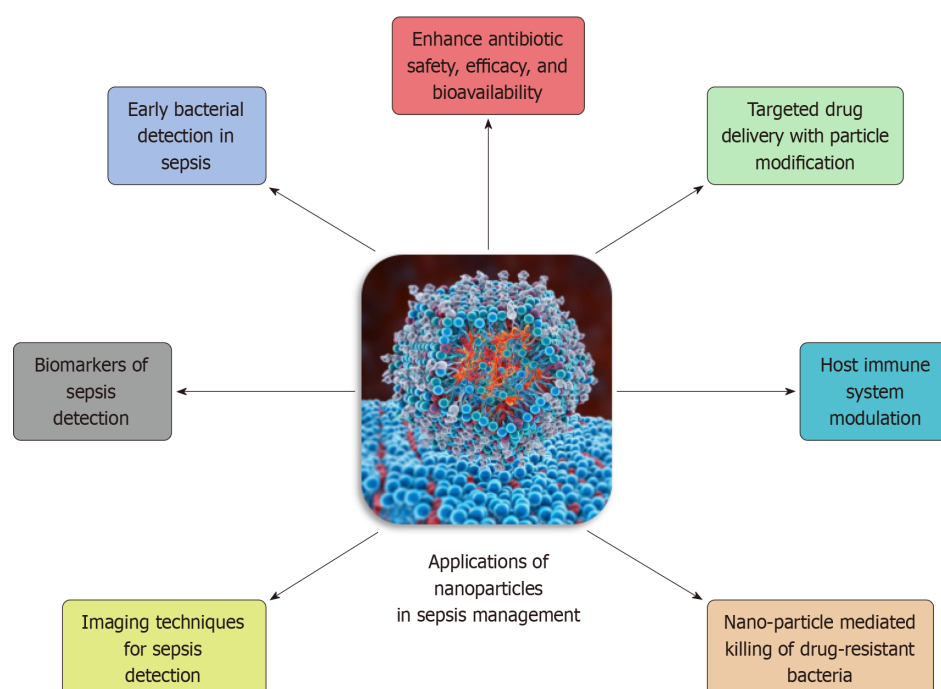 Enhance antibiotic
safety, efficacy, and
bioavailability
Early bacterial
detection in
sepsis
Targeted drug
delivery with particle
modification
Biomarkers of
sepsis
detection
Host immune
system
modulation
Applications of
nanoparticles
in sepsis management
Imaging techniques
for sepsis
detection
Nano-particle mediated
killing of drug-resistant
bacteria